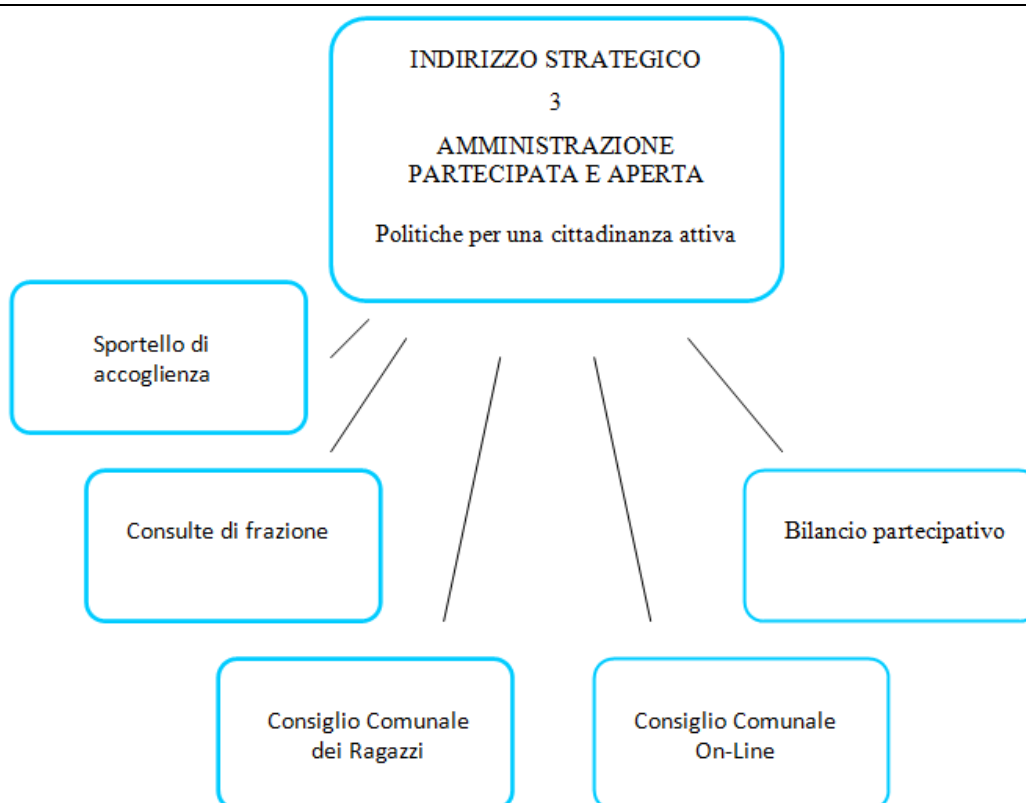 INDIRIZZO STRATEGICO
3
AMMINISTRAZIONE
PARTECIPATA E APERTA
Politiche per una cittadinanza attiva
Sportello di
accoglienza
Consulte di frazione
Bilancio partecipativo
Consiglio Comunale
dei Ragazzi
Consiglio Comunale
On-Line